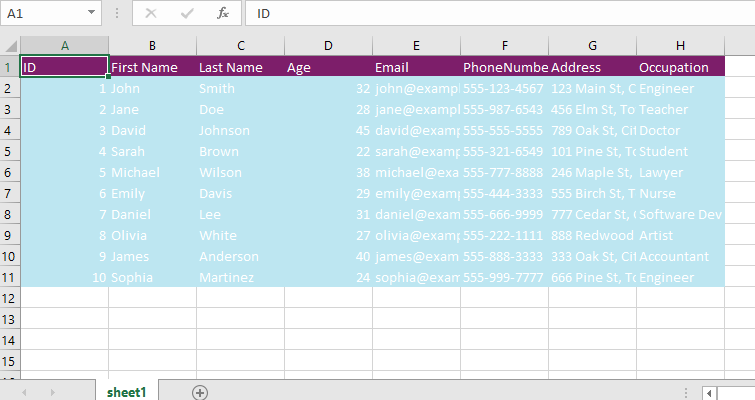 A1 fx ID
A B C D E F G H
1 ID First Name Last Name Age Email PhoneNumbe Address Occupation
2 1 John Smith 32 john@exampl 555-123-4567 123 Main St, C Engineer
3 2 Jane Doe 28 jane@exampl 555-987-6543 456 Elm St, To Teacher
4 3 David Johnson 45 david@examp 555-555-5555 789 Oak St, Cit Doctor
5 4 Sarah Brown 22 sarah@examp 555-321-6549 101 Pine St, To Student
6 5 Michael Wilson 38 michael@exa 555-777-8888 246 Maple St, Lawyer
7 6 Emily Davis 29 emily@examp 555-444-3333 555 Birch St, T Nurse
8 7 Daniel Lee 31 daniel@exam 555-666-9999 777 Cedar St, Software Dev
9 8 Olivia White 27 olivia@exam 555-222-1111 888 Redwood Artist
10 9 James Anderson 40 james@exam 555-888-3333 333 Oak St, Cit Accountant
11 10 Sophia Martinez 24 sophia@exam 555-999-7777 666 Pine St, To Engineer
12
13
14
15
sheet1